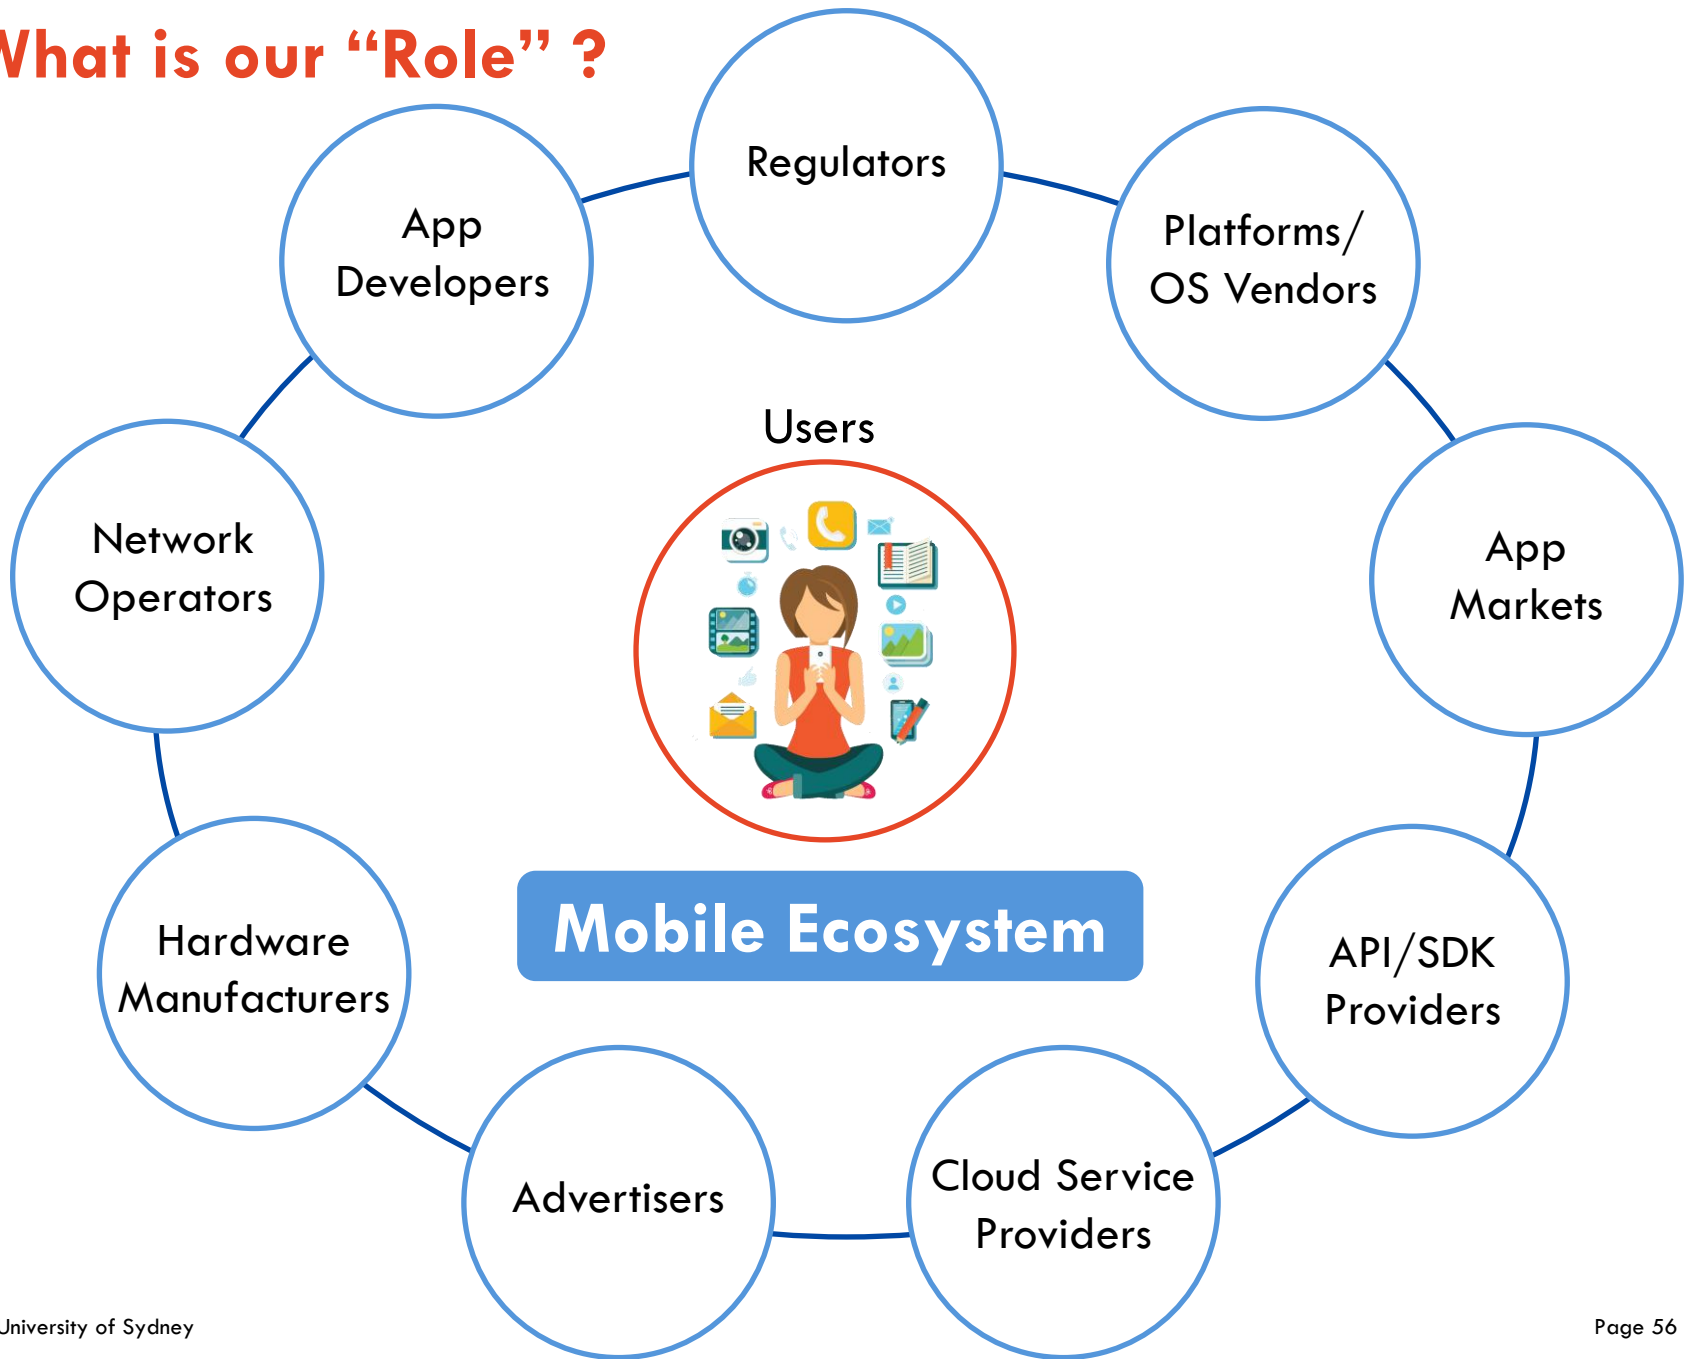 What is our “Role” ?
Regulators
App
Developers
Platforms/
OS Vendors
Users
Network
Operators
App
Markets
Mobile Ecosystem
Hardware
Manufacturers
API/SDK
Providers
Advertisers
Cloud Service
Providers
University of Sydney
Page 56